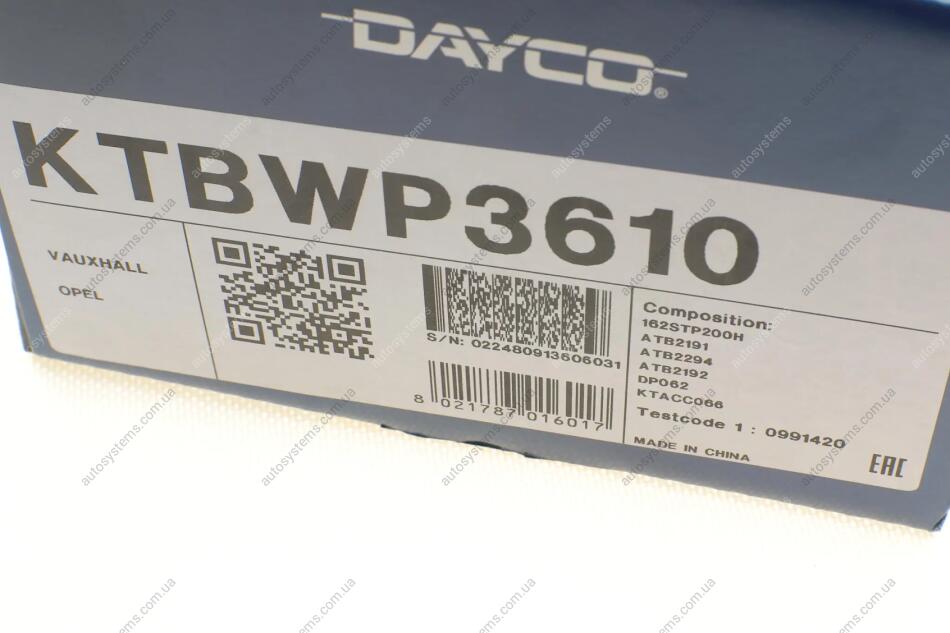 DAYCO®
KTBWP3610
VAUXHALL
OPEL
S/N: 022480913606031
8 021787 016017
Composition:
162STP200H
ATB2191
ATB2294
ATB2192
DP062
KTACC066
Testcode 1 : 0991420
MADE IN CHINA
EAC
autosystems.com.ua